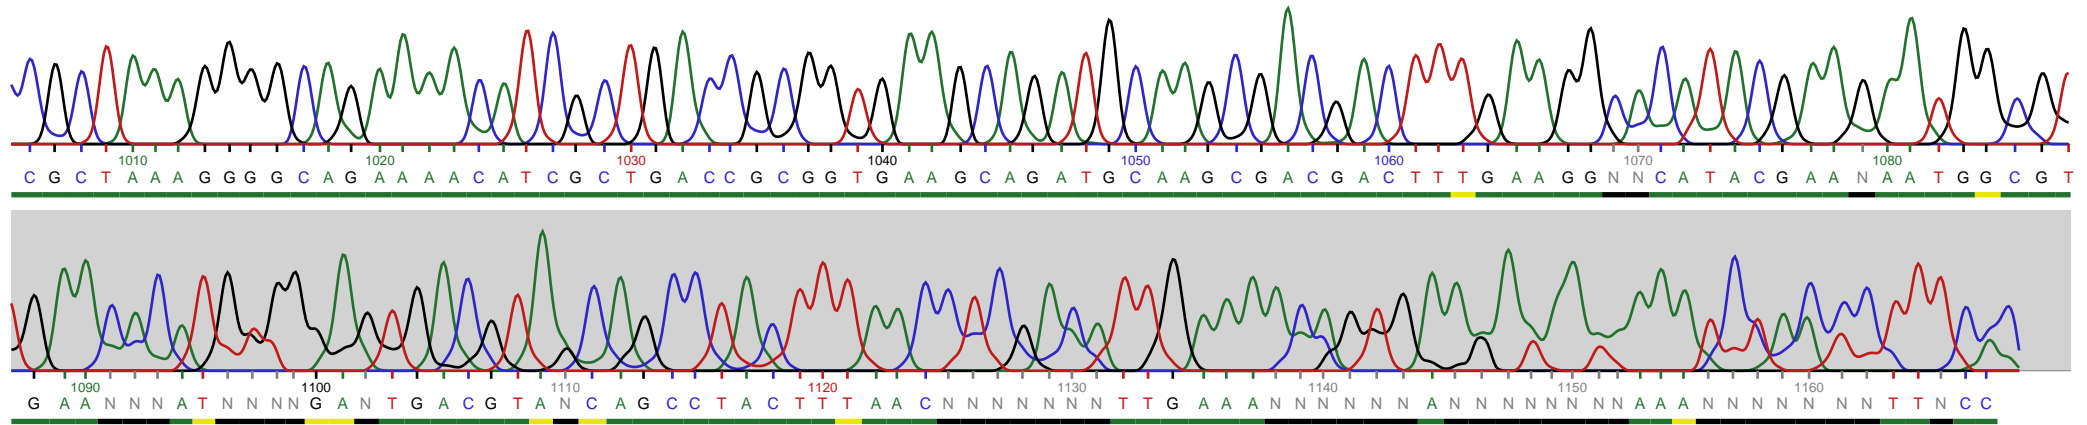 1010 1020 1030 1040 1050 1060 1070 1080
C G C T A A A G G G G C A G A A A A C A T C G C T G A C C G C G G T G A A G C A G A T G C A A G C G A C G A C T T T G A A G G N N C A T A C G A A N A A T G G C G T
1090 1100 1110 1120 1130 1140 1150 1160
G A A N N N A T N N N N G A N T G A C G T A N C A G C C T A C T T T A A C N N N N N N N T T G A A A N N N N N N A N N N N N N N N A A A N N N N N N N T T N C C